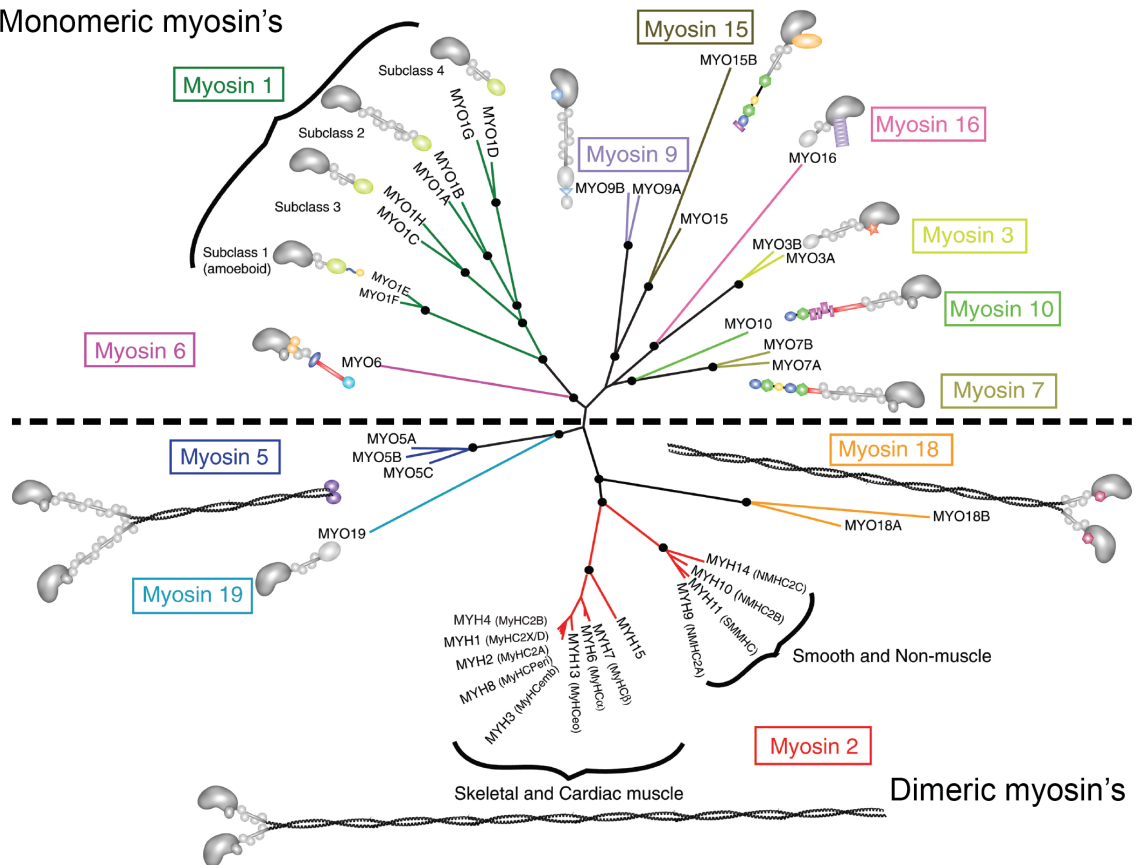 Monomeric myosin's
Myosin 1
Subclass 4
MYO1G
MYO1D
Subclass 2
MYO1B
MYO1A
Subclass 3
MYO1H
MYO1C
Subclass 1
(amoeboid)
MYO1E
MYO1F
Myosin 6
MYO6
Myosin 9
MYO9B
MYO9A
Myosin 15
MYO15B
MYO15
Myosin 16
MYO16
Myosin 3
MYO3B
MYO3A
Myosin 10
MYO10
MYO7B
MYO7A
Myosin 7
Myosin 5
MYO5A
MYO5B
MYO5C
MYO19
Myosin 19
Myosin 18
MYO18B
MYO18A
MYH14 (NMHC2C)
MYH10 (NMHC2B)
MYH11 (SMMHC)
MYH9 (NMHC2A)
Smooth and Non-muscle
MYH4 (MyHC2B)
MYH1 (MyHC2X/D)
MYH2 (MyHC2A)
MYH8 (MyHCPeri)
MYH3 (MyHCemb)
MYH13 (MyHCeo)
MYH6 (MyHCα)
MYH7 (MyHCβ)
MYH15
Myosin 2
Skeletal and Cardiac muscle
Dimeric myosin's